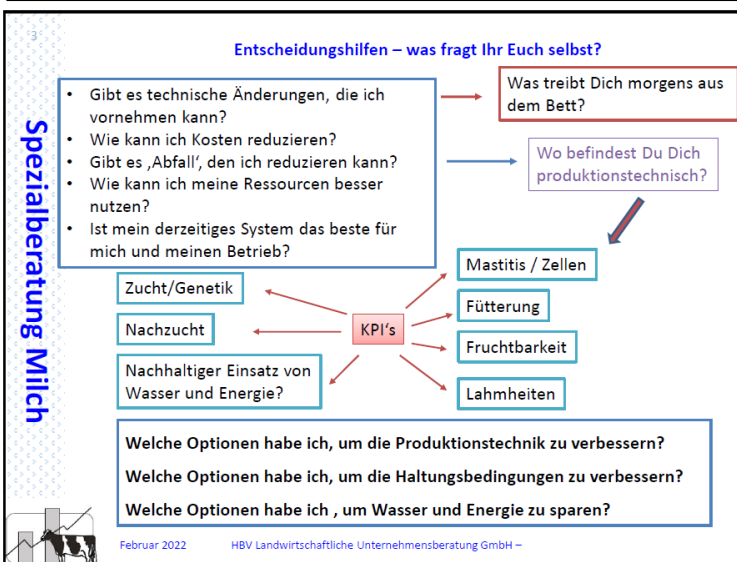 3
Entscheidungshilfen – was fragt Ihr Euch selbst?
Spezialberatung Milch
• Gibt es technische Änderungen, die ich
vornehmen kann?
• Wie kann ich Kosten reduzieren?
• Gibt es ‚Abfall‘, den ich reduzieren kann?
• Wie kann ich meine Ressourcen besser
nutzen?
• Ist mein derzeitiges System das beste für
mich und meinen Betrieb?
Was treibt Dich morgens aus
dem Bett?
Wo befindest Du Dich
produktionstechnisch?
Zucht/Genetik
Nachzucht
Nachhaltiger Einsatz von
Wasser und Energie?
KPI‘s
Mastitis / Zellen
Fütterung
Fruchtbarkeit
Lahmheiten
Welche Optionen habe ich, um die Produktionstechnik zu verbessern?
Welche Optionen habe ich, um die Haltungsbedingungen zu verbessern?
Welche Optionen habe ich , um Wasser und Energie zu sparen?
Februar 2022 HBV Landwirtschaftliche Unternehmensberatung GmbH –